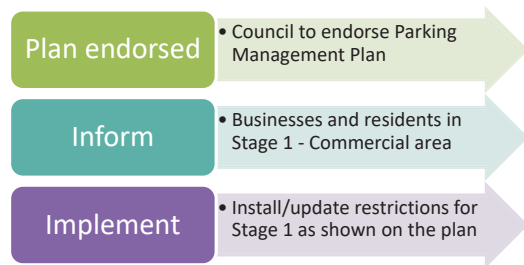 Plan endorsed
• Council to endorse Parking
Management Plan
Inform
• Businesses and residents in
Stage 1 - Commercial area
Implement
• Install/update restrictions for
Stage 1 as shown on the plan